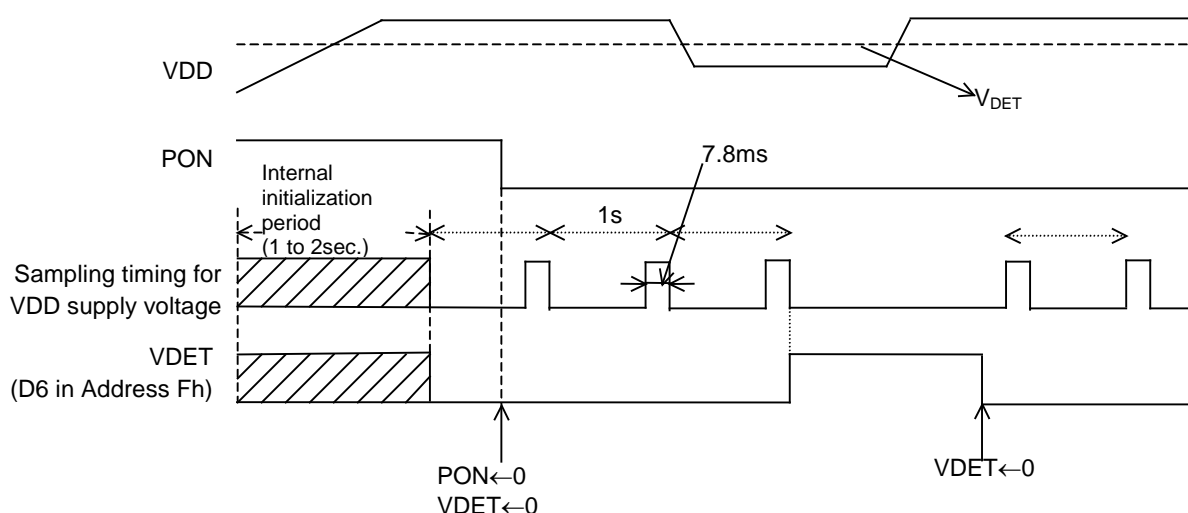 VDD
VDET
PON
7.8ms
Internal
initialization
period
(1 to 2sec.)
1s
Sampling timing for
VDD supply voltage
VDET
(D6 in Address Fh)
PON←0
VDET←0
VDET←0